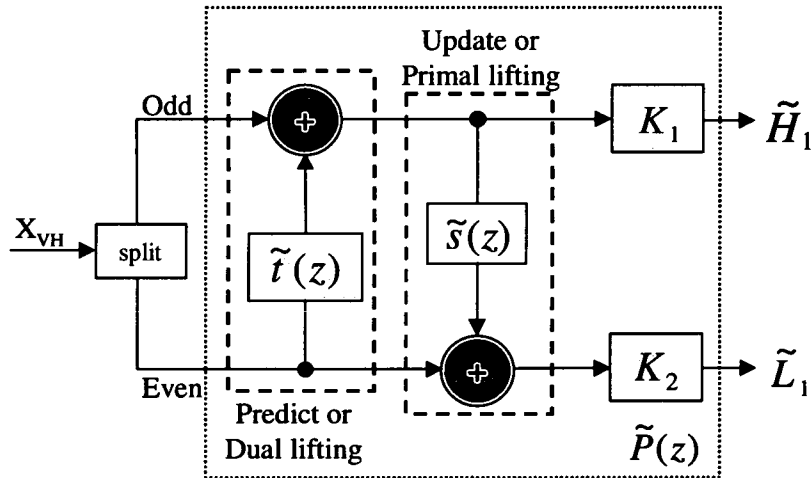 Update or
Primal lifting
Odd
+
K₁
H̃₁
X_VH
split
t̃(z)
s̃(z)
Even
+
K₂
L̃₁
Predict or
Dual lifting
P̃(z)